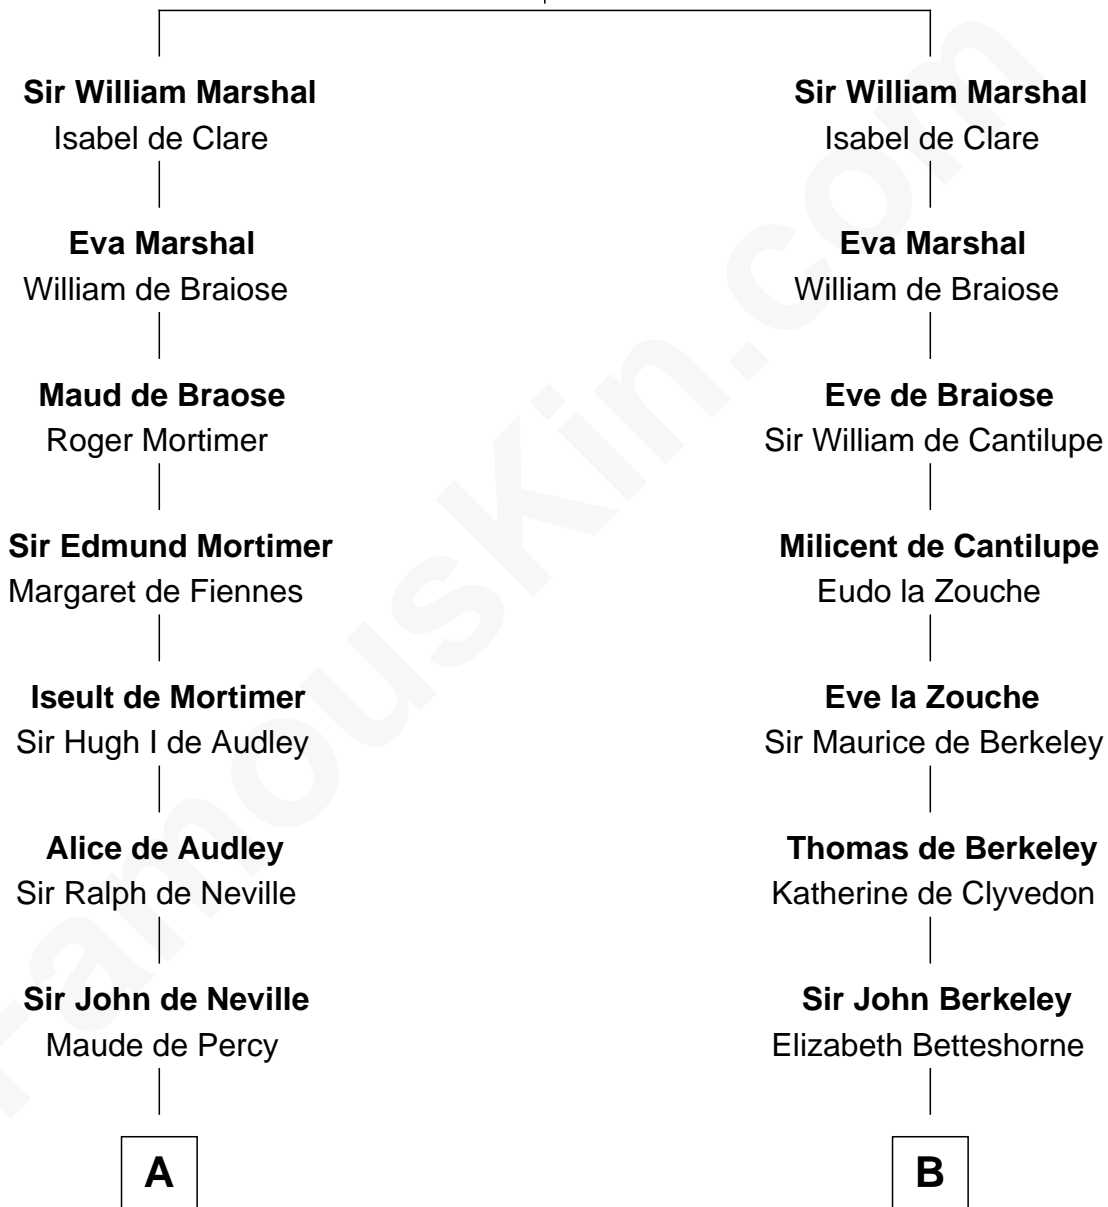 Sir William Marshal
Isabel de Clare
Eva Marshal
William de Braiose
Maud de Braose
Roger Mortimer
Sir Edmund Mortimer
Margaret de Fiennes
Iseult de Mortimer
Sir Hugh I de Audley
Alice de Audley
Sir Ralph de Neville
Sir John de Neville
Maude de Percy
A
Sir William Marshal
Isabel de Clare
Eva Marshal
William de Braiose
Eve de Braiose
Sir William de Cantilupe
Milicent de Cantilupe
Eudo la Zouche
Eve la Zouche
Sir Maurice de Berkeley
Thomas de Berkeley
Katherine de Clyvedon
Sir John Berkeley
Elizabeth Betteshorne
B
FamousKin.com